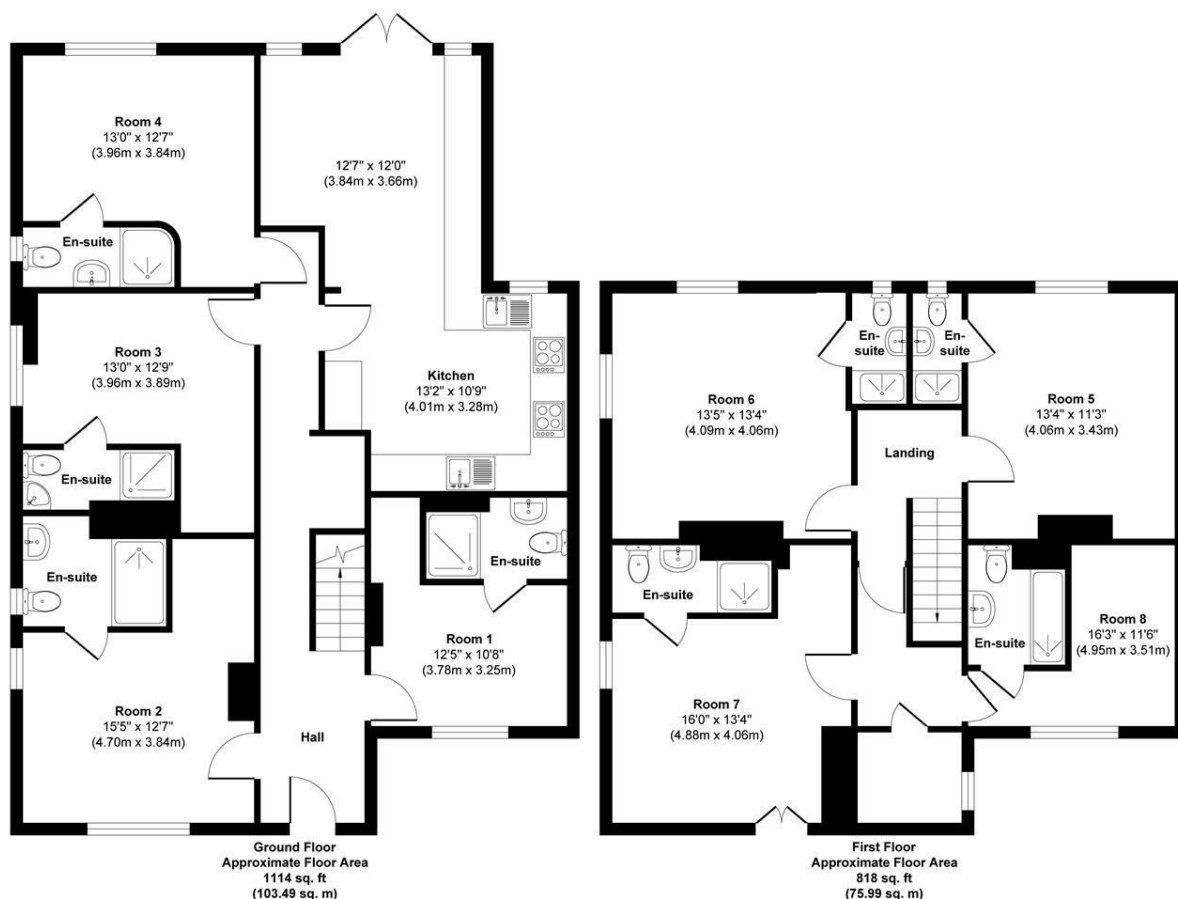 Room 4
13'0" x 12'7"
(3.96m x 3.84m)
En-suite
12'7" x 12'0"
(3.84m x 3.66m)
Room 3
13'0" x 12'9"
(3.96m x 3.89m)
En-suite
Kitchen
13'2" x 10'9"
(4.01m x 3.28m)
En-suite
En-suite
Room 1
12'5" x 10'8"
(3.78m x 3.25m)
Room 2
15'5" x 12'7"
(4.70m x 3.84m)
Hall
Ground Floor
Approximate Floor Area
1114 sq. ft
(103.49 sq. m)
En-
suite
En-
suite
Room 6
13'5" x 13'4"
(4.09m x 4.06m)
Room 5
13'4" x 11'3"
(4.06m x 3.43m)
Landing
En-suite
En-suite
Room 8
16'3" x 11'6"
(4.95m x 3.51m)
Room 7
16'0" x 13'4"
(4.88m x 4.06m)
First Floor
Approximate Floor Area
818 sq. ft
(75.99 sq. m)